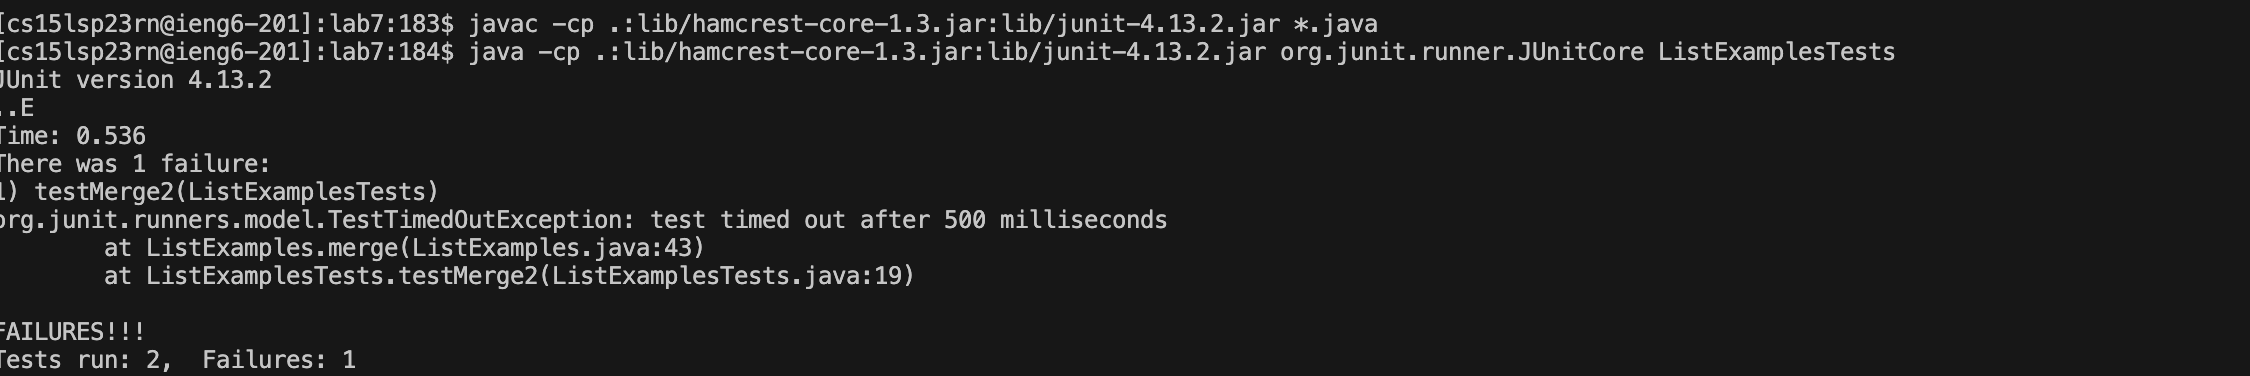 [cs15lsp23rn@ieng6-201]:lab7:183$ javac -cp .:lib/hamcrest-core-1.3.jar:lib/junit-4.13.2.jar *.java
[cs15lsp23rn@ieng6-201]:lab7:184$ java -cp .:lib/hamcrest-core-1.3.jar:lib/junit-4.13.2.jar org.junit.runner.JUnitCore ListExamplesTests
JUnit version 4.13.2
..E
Time: 0.536
There was 1 failure:
1) testMerge2(ListExamplesTests)
org.junit.runners.model.TestTimedOutException: test timed out after 500 milliseconds
        at ListExamples.merge(ListExamples.java:43)
        at ListExamplesTests.testMerge2(ListExamplesTests.java:19)
FAILURES!!!
Tests run: 2,  Failures: 1